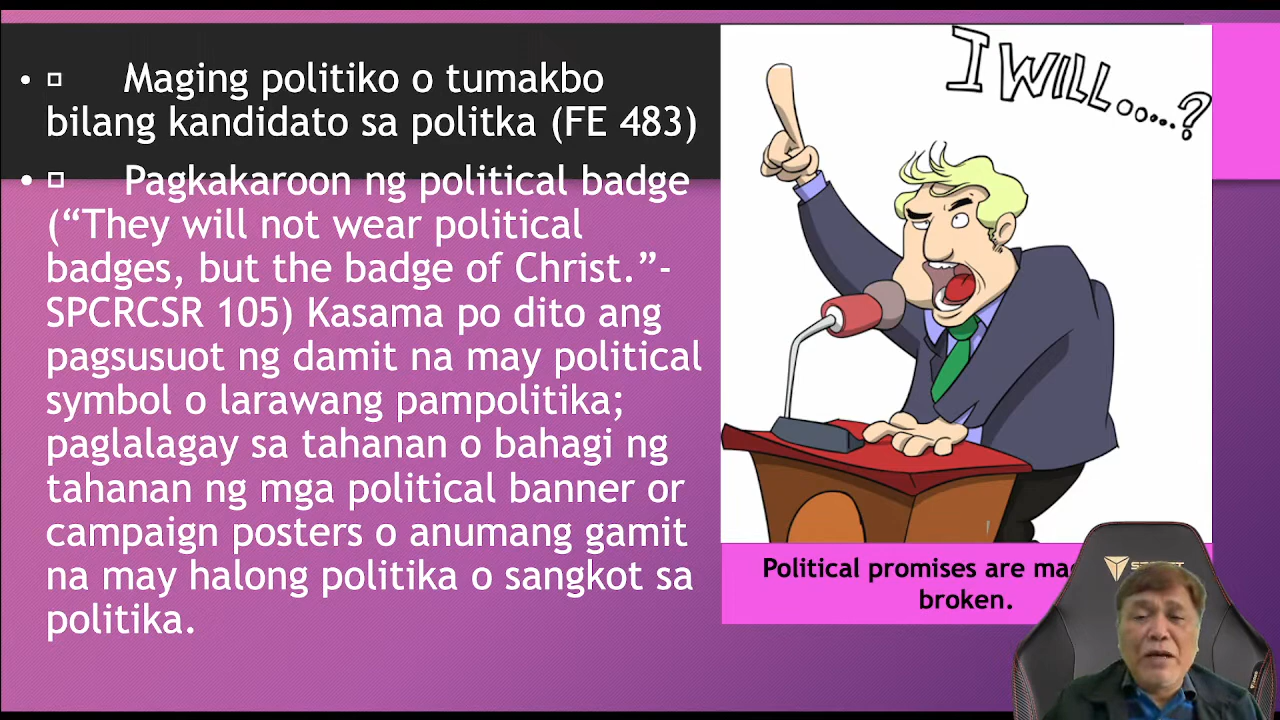 • □ Maging politiko o tumakbo
bilang kandidato sa politka (FE 483)
• □ Pagkakaroon ng political badge
(“They will not wear political
badges, but the badge of Christ.”-
SPCRCSR 105) Kasama po dito ang
pagsusuot ng damit na may political
symbol o larawang pampolitika;
paglalagay sa tahanan o bahagi ng
tahanan ng mga political banner or
campaign posters o anumang gamit
na may halong politika o sangkot sa
politika.
I WILL.....?
Political promises are
broken.